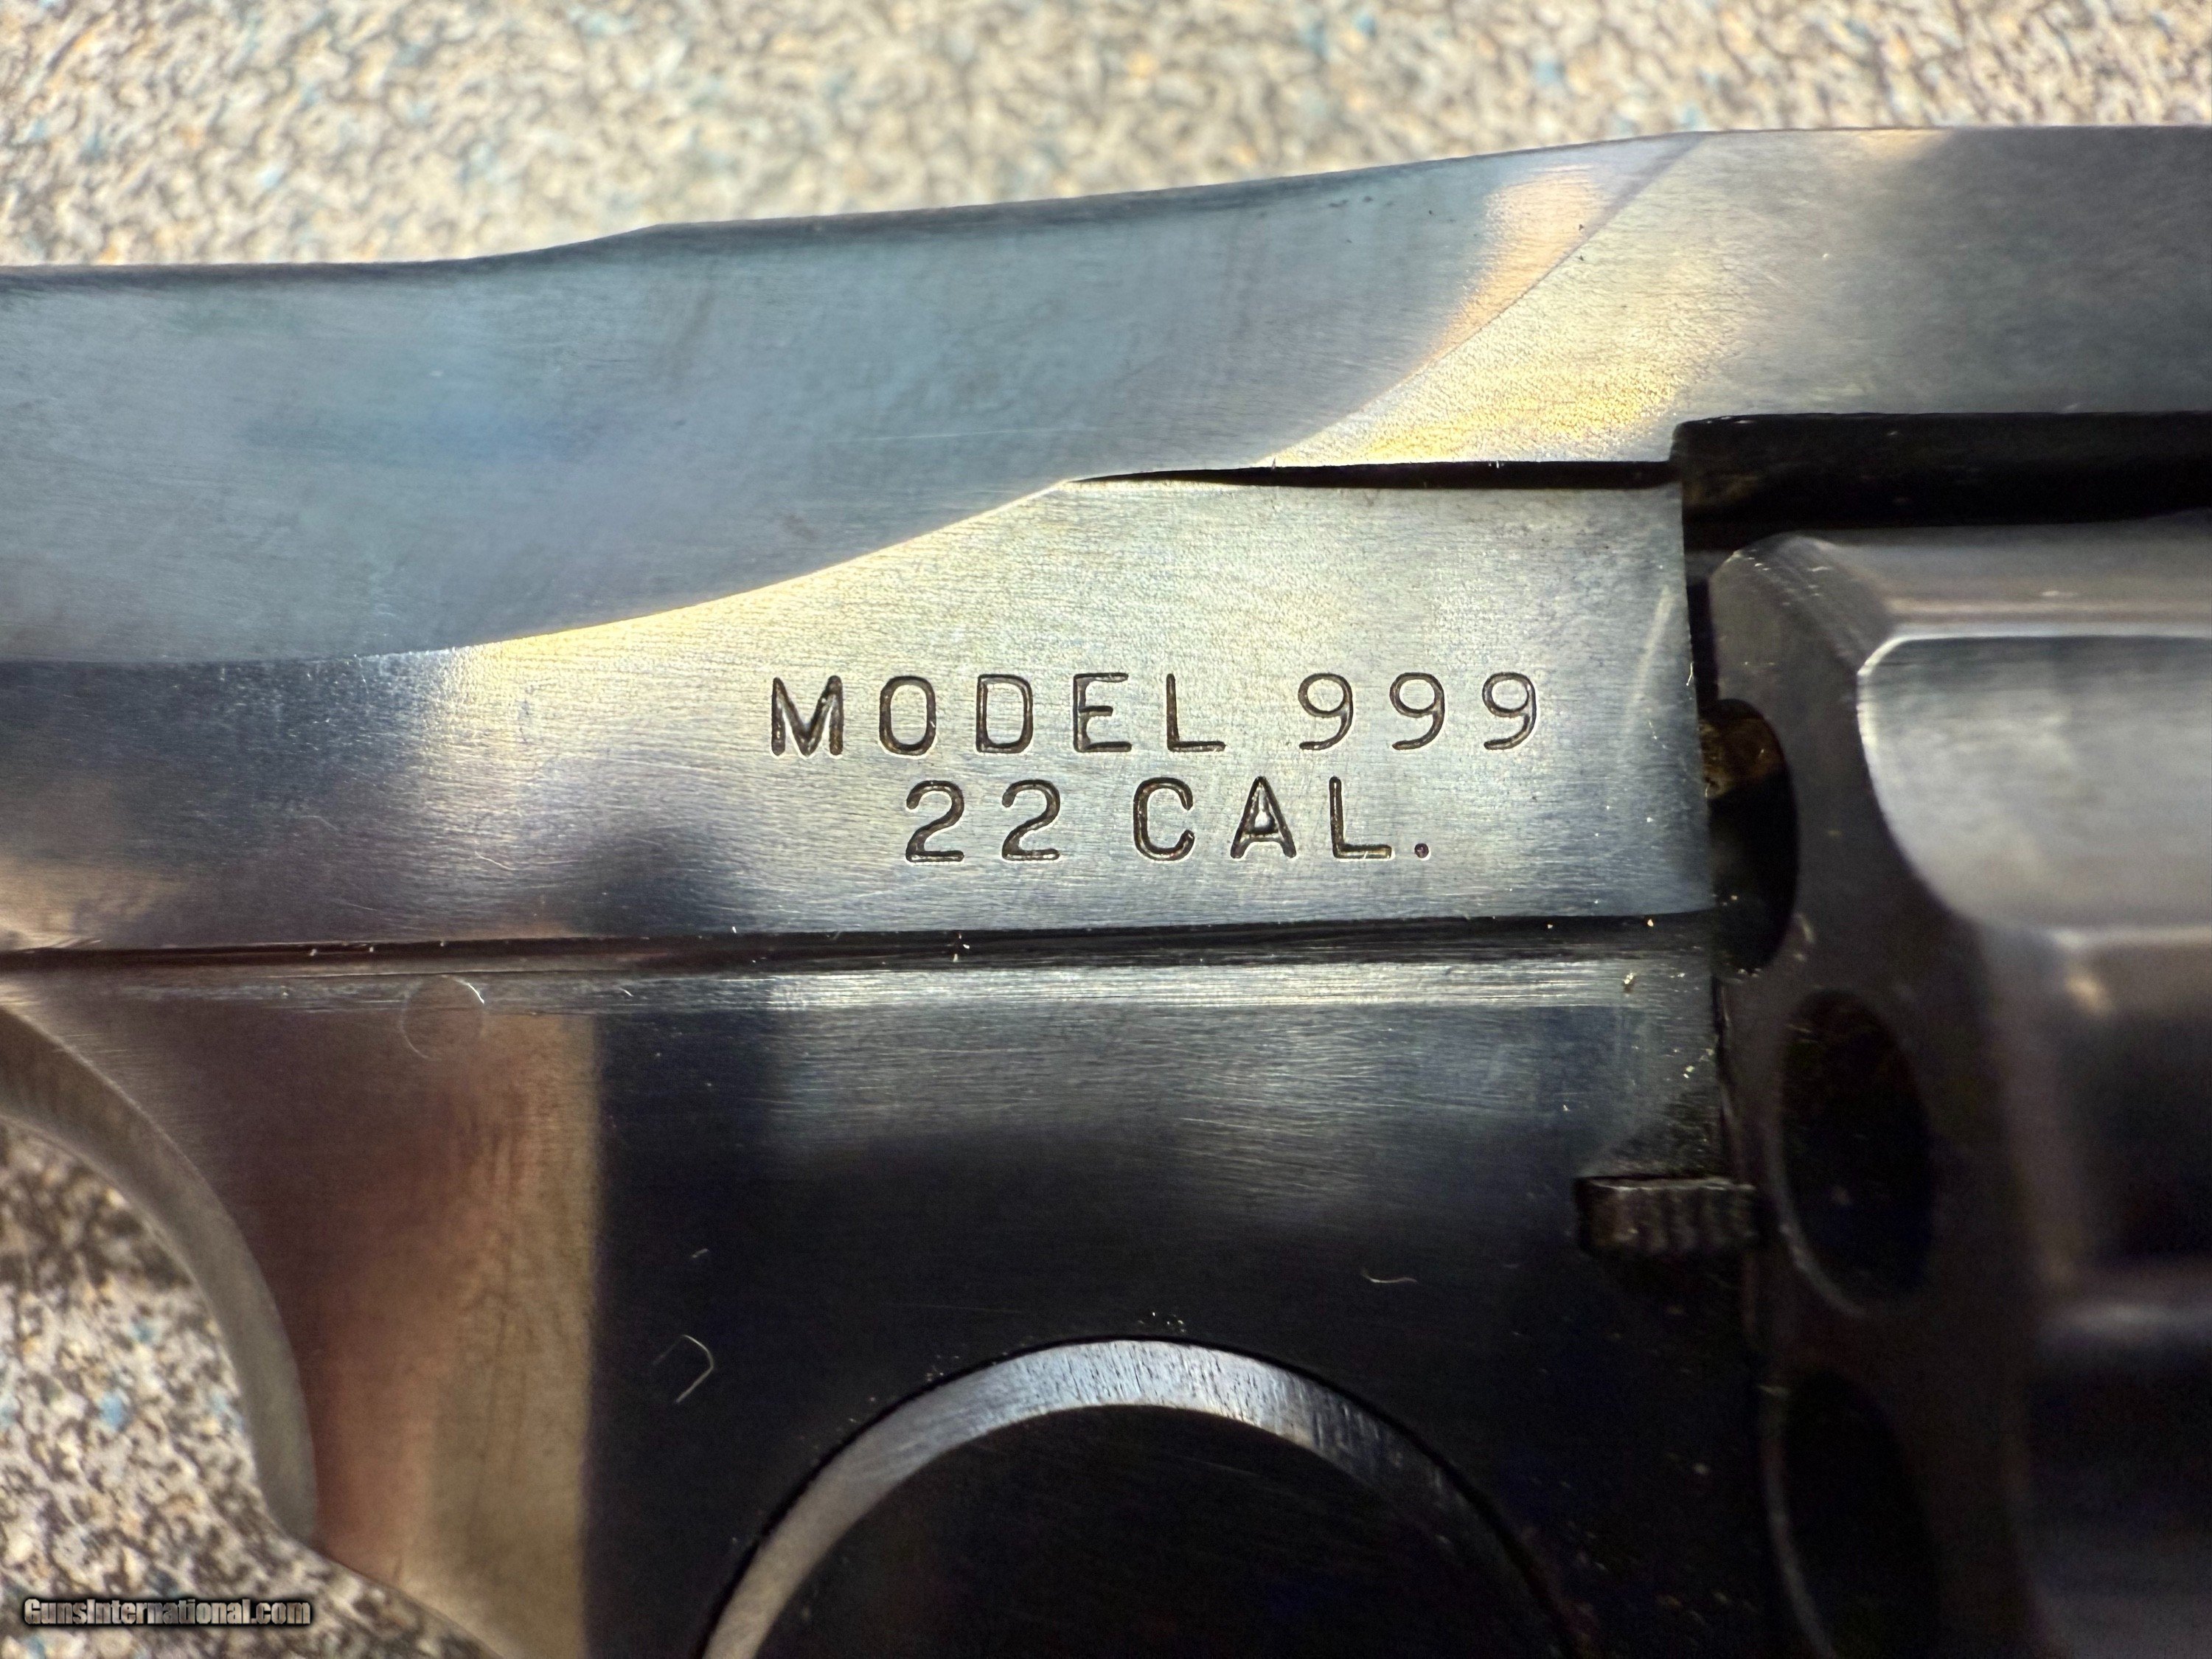 MODEL 999
22 CAL.
GunsInternational.com